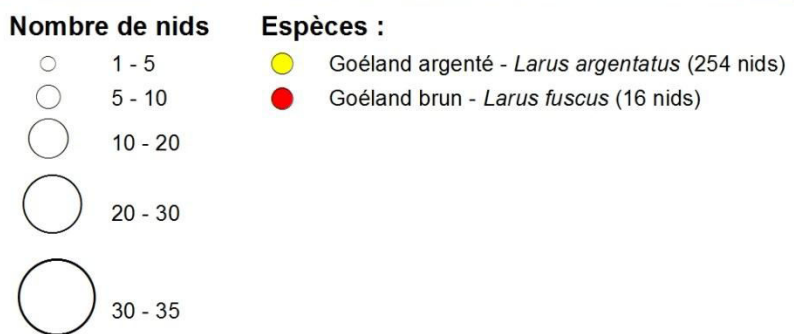 Nombre de nids
1 - 5
5 - 10
10 - 20
20 - 30
30 - 35
Espèces :
Goéland argenté - Larus argentatus (254 nids)
Goéland brun - Larus fuscus (16 nids)